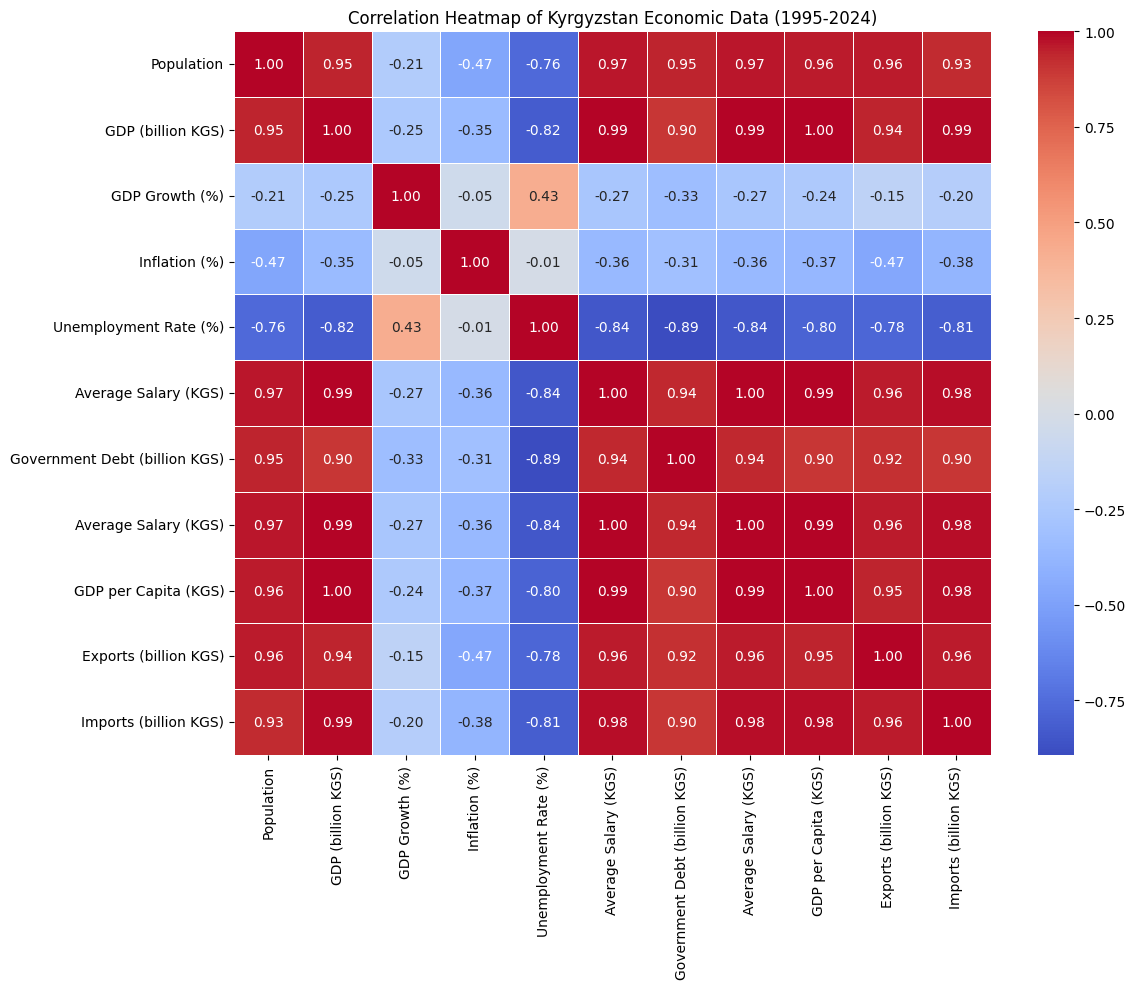 Correlation Heatmap of Kyrgyzstan Economic Data (1995-2024)
Population 1.00 0.95 -0.21 -0.47 -0.76 0.97 0.95 0.97 0.96 0.96 0.93
GDP (billion KGS) 0.95 1.00 -0.25 -0.35 -0.82 0.99 0.90 0.99 1.00 0.94 0.99
GDP Growth (%) -0.21 -0.25 1.00 -0.05 0.43 -0.27 -0.33 -0.27 -0.24 -0.15 -0.20
Inflation (%) -0.47 -0.35 -0.05 1.00 -0.01 -0.36 -0.31 -0.36 -0.37 -0.47 -0.38
Unemployment Rate (%) -0.76 -0.82 0.43 -0.01 1.00 -0.84 -0.89 -0.84 -0.80 -0.78 -0.81
Average Salary (KGS) 0.97 0.99 -0.27 -0.36 -0.84 1.00 0.94 1.00 0.99 0.96 0.98
Government Debt (billion KGS) 0.95 0.90 -0.33 -0.31 -0.89 0.94 1.00 0.94 0.90 0.92 0.90
Average Salary (KGS) 0.97 0.99 -0.27 -0.36 -0.84 1.00 0.94 1.00 0.99 0.96 0.98
GDP per Capita (KGS) 0.96 1.00 -0.24 -0.37 -0.80 0.99 0.90 0.99 1.00 0.95 0.98
Exports (billion KGS) 0.96 0.94 -0.15 -0.47 -0.78 0.96 0.92 0.96 0.95 1.00 0.96
Imports (billion KGS) 0.93 0.99 -0.20 -0.38 -0.81 0.98 0.90 0.98 0.98 0.96 1.00
Population
GDP (billion KGS)
GDP Growth (%)
Inflation (%)
Unemployment Rate (%)
Average Salary (KGS)
Government Debt (billion KGS)
Average Salary (KGS)
GDP per Capita (KGS)
Exports (billion KGS)
Imports (billion KGS)
1.00
0.75
0.50
0.25
0.00
−0.25
−0.50
−0.75